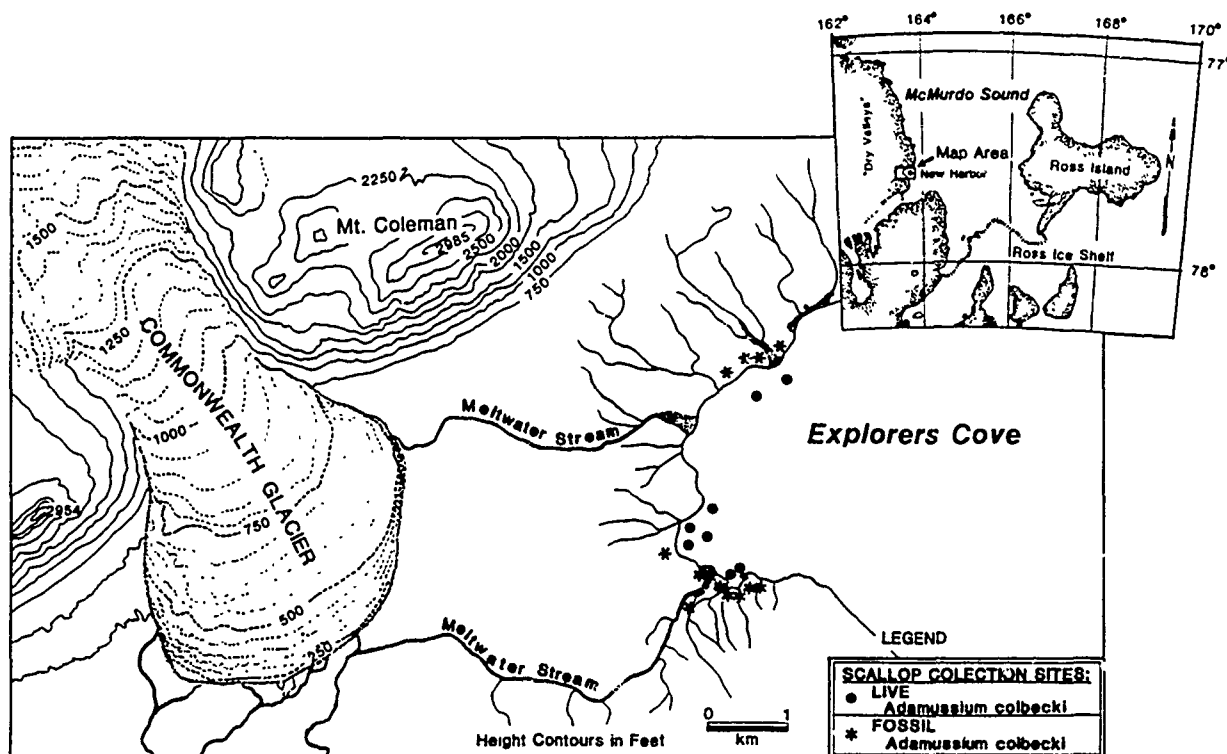 162°
164°
166°
168°
170°
77°
McMurdo Sound
"Dry Valleys"
Map Area
New Harbor
Ross Island
N
Ross Ice Shelf
78°
2250
Mt. Coleman
2985
2500
2000
1500
1000
750
1500
1250
COMMONWEALTH GLACIER
1000
750
500
250
2954
Meltwater Stream
Explorers Cove
Meltwater Stream
LEGEND
SCALLOP COLECTION SITES:
● LIVE
Adamussium colbecki
* FOSSIL
Adamussium colbecki
0 1
km
Height Contours in Feet